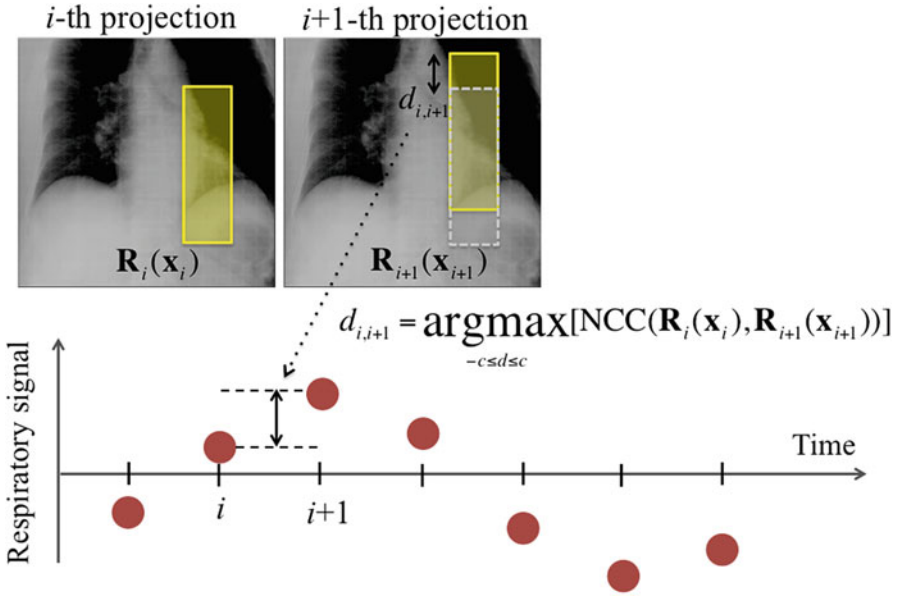 i-th projection
i+1-th projection
d_{i,i+1}
R_i(x_i)
R_{i+1}(x_{i+1})
d_{i,i+1} = argmax[NCC(R_i(x_i),R_{i+1}(x_{i+1}))]
-c≤d≤c
Respiratory signal
Time
i
i+1